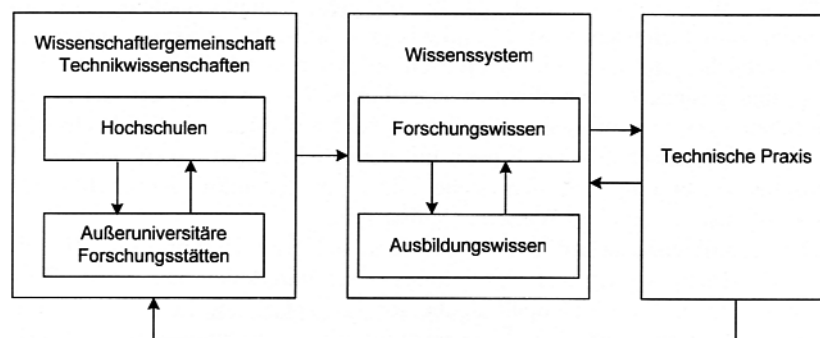 Wissenschaftlergemeinschaft
Technikwissenschaften
Hochschulen
Außeruniversitäre
Forschungsstätten
Wissenssystem
Forschungswissen
Ausbildungswissen
Technische Praxis